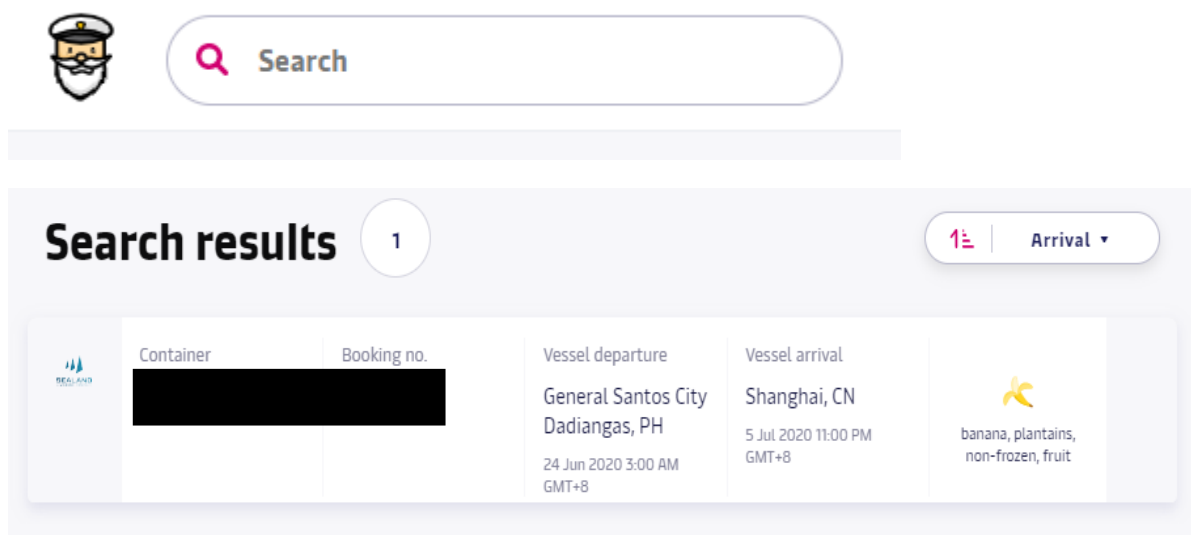 Search
Search results 1
Arrival
SEALAND
Container
Booking no.
Vessel departure
General Santos City
Dadiangas, PH
24 Jun 2020 3:00 AM
GMT+8
Vessel arrival
Shanghai, CN
5 Jul 2020 11:00 PM
GMT+8
banana, plantains,
non-frozen, fruit